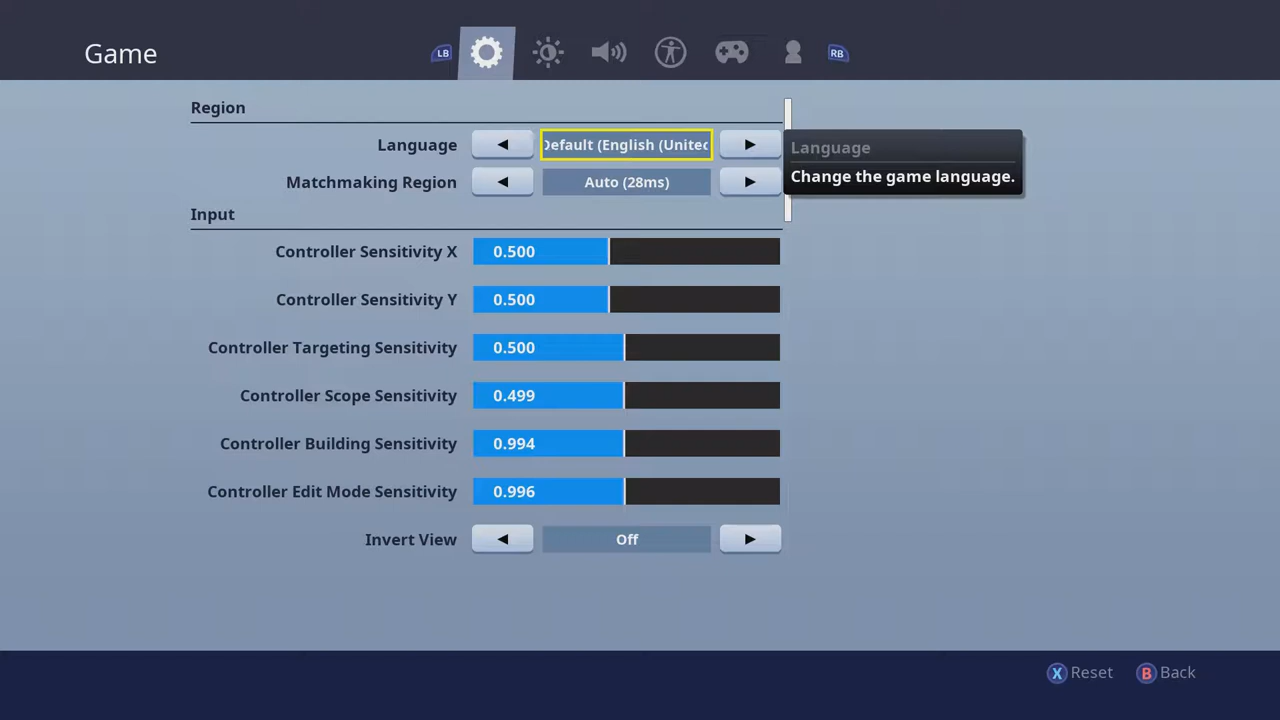 Game
LB
RB
Region
Language
Default (English (United
Language
Change the game language.
Matchmaking Region
Auto (28ms)
Input
Controller Sensitivity X
0.500
Controller Sensitivity Y
0.500
Controller Targeting Sensitivity
0.500
Controller Scope Sensitivity
0.499
Controller Building Sensitivity
0.994
Controller Edit Mode Sensitivity
0.996
Invert View
Off
X Reset
B Back